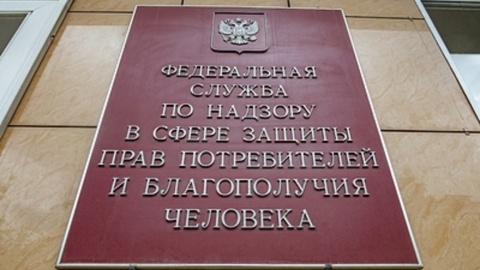 ФЕДЕРАЛЬНАЯ
СЛУЖБА
ПО НАДЗОРУ
В СФЕРЕ ЗАЩИТЫ
ПРАВ ПОТРЕБИТЕЛЕЙ
И БЛАГОПОЛУЧИЯ
ЧЕЛОВЕКА